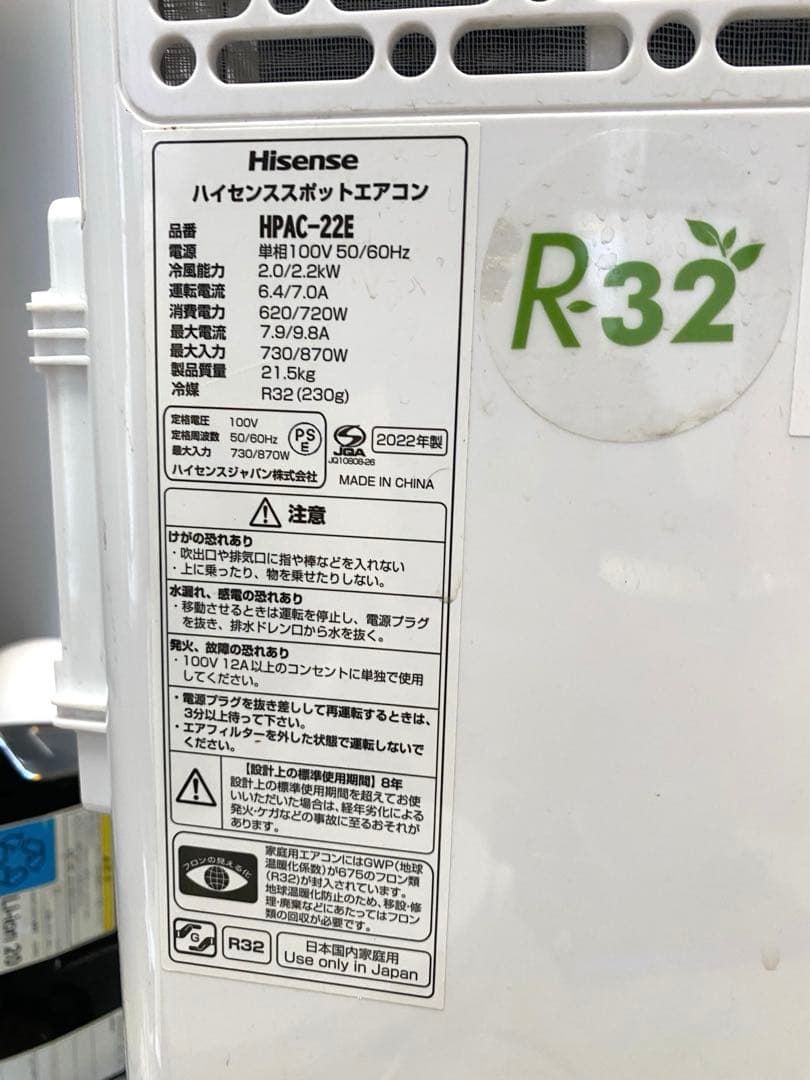 Hisense
ハイセンススポットエアコン
品番 HPAC-22E
電源 単相100V 50/60Hz
冷風能力 2.0/2.2kW
運転電流 6.4/7.0A
消費電力 620/720W
最大電流 7.9/9.8A
最大入力 730/870W
製品質量 21.5kg
冷媒 R32(230g)
定格電圧 100V
定格周波数 50/60Hz
最大入力 730/870W
ハイセンスジャパン株式会社
PS
E
JQA
JQ10808-26
2022年製
MADE IN CHINA
注意
けがの恐れあり
・吹出口や排気口に指や棒などを入れない
・上に乗ったり、物を乗せたりしない。
水漏れ、感電の恐れあり
・移動させるときは運転を停止し、電源プラグ
を抜き、排水ドレン口から水を抜く。
発火、故障の恐れあり
・100V 12A以上のコンセントに単独で使用
してください。
・電源プラグを抜き差しして再運転するときは、
3分以上待って下さい。
・エアフィルターを外した状態で運転しないで
ください。
【設計上の標準使用期間】8年
設計上の標準使用期間を超えてお使
いいただいた場合は、経年劣化による
発火・ケガなどの事故に至るおそれが
あります。
フロンの見える化
家庭用エアコンにはGWP(地球
温暖化係数)が675のフロン類
(R32)が封入されています。
地球温暖化防止のため、移設・修
理・廃棄などにあたってはフロン
類の回収が必要です。
G
R32
日本国内家庭用
Use only in Japan
R-32
Li-ion 20